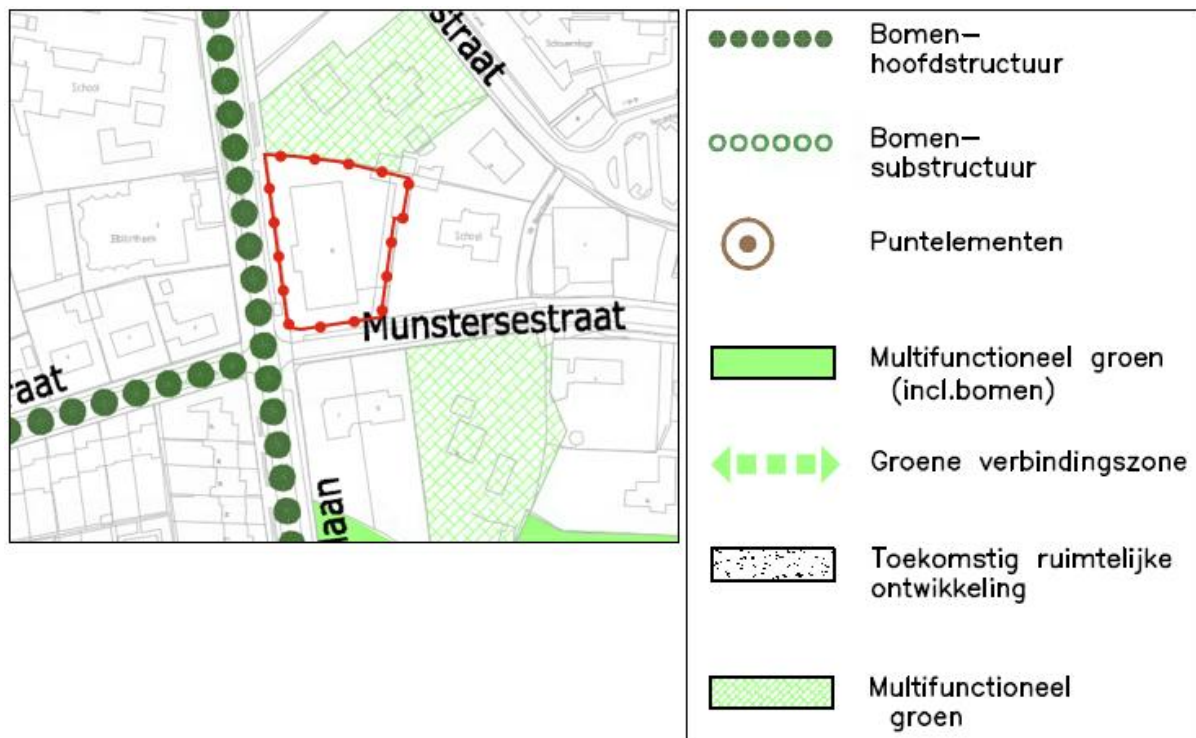 straat
School
School
raat
Munstersestraat
laan
Bomen-
hoofdstructuur
Bomen-
substructuur
Puntelementen
Multifunctioneel groen
(incl.bomen)
Groene verbindingszone
Toekomstig ruimtelijke
ontwikkeling
Multifunctioneel
groen